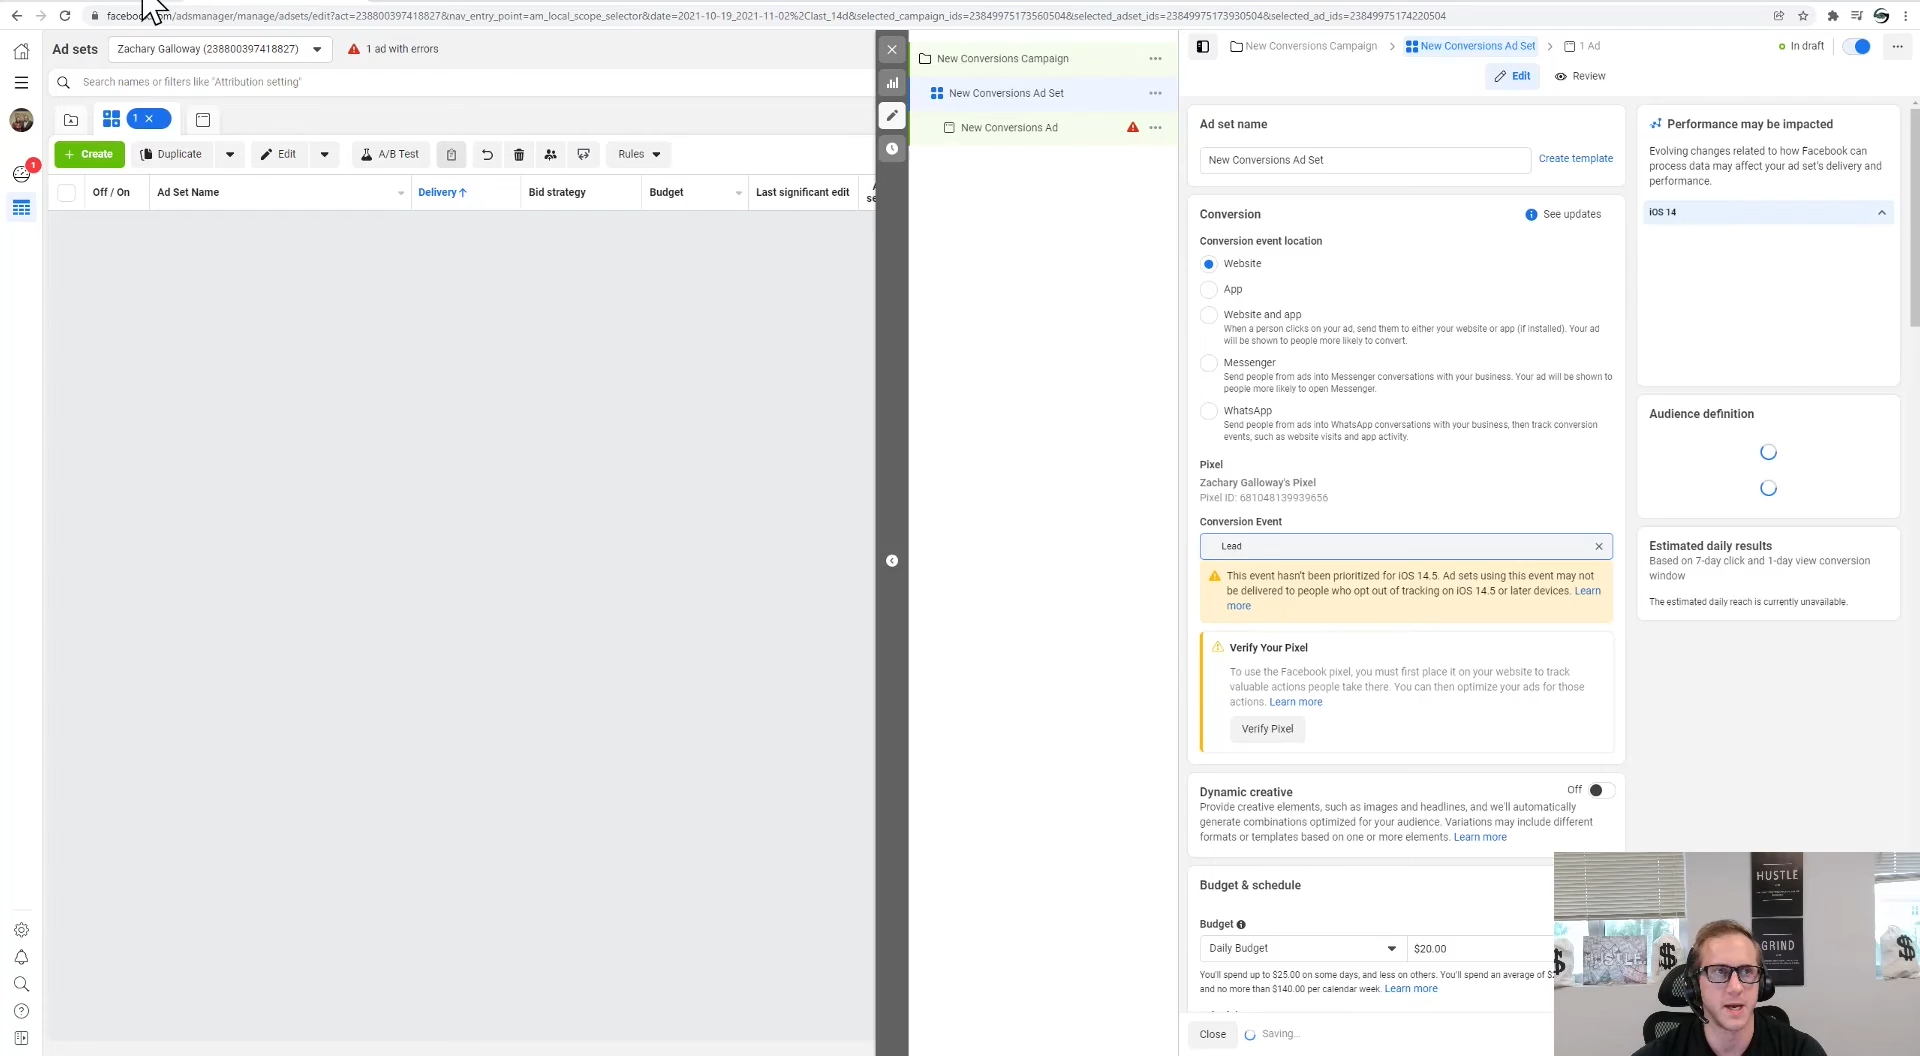 facebook.com/adsmanager/manage/adsets/edit?act=238800397418827&nav_entry_point=am_local_scope_selector&date=2021-10-19_2021-11-02%2Clast_14d&selected_campaign_ids=23849975173560504&selected_adset_ids=23849975173930504&selected_ad_ids=23849975174220504
Ad sets
Zachary Galloway (238800397418827)
1 ad with errors
Search names or filters like "Attribution setting"
1
1
Create
Duplicate
Edit
A/B Test
Rules
Off / On
Ad Set Name
Delivery
Bid strategy
Budget
Last significant edit
New Conversions Campaign
New Conversions Ad Set
New Conversions Ad
New Conversions Campaign
New Conversions Ad Set
1 Ad
In draft
Edit
Review
Ad set name
New Conversions Ad Set
Create template
Conversion
See updates
Conversion event location
Website
App
Website and app
When a person clicks on your ad, send them to either your website or app (if installed). Your ad
will be shown to people more likely to convert.
Messenger
Send people from ads into Messenger conversations with your business. Your ad will be shown to
people more likely to open Messenger.
WhatsApp
Send people from ads into WhatsApp conversations with your business, then track conversion
events, such as website visits and app activity.
Pixel
Zachary Galloway's Pixel
Pixel ID: 681048139939656
Conversion Event
Lead
This event hasn't been prioritized for iOS 14.5. Ad sets using this event may not
be delivered to people who opt out of tracking on iOS 14.5 or later devices. Learn
more
Verify Your Pixel
To use the Facebook pixel, you must first place it on your website to track
valuable actions people take there. You can then optimize your ads for those
actions. Learn more
Verify Pixel
Dynamic creative
Off
Provide creative elements, such as images and headlines, and we'll automatically
generate combinations optimized for your audience. Variations may include different
formats or templates based on one or more elements. Learn more
Budget & schedule
Budget
Daily Budget
$20.00
You'll spend up to $25.00 on some days, and less on others. You'll spend an average of
and no more than $140.00 per calendar week. Learn more
Close
Saving...
Performance may be impacted
Evolving changes related to how Facebook can
process data may affect your ad set's delivery and
performance.
iOS 14
Audience definition
Estimated daily results
Based on 7-day click and 1-day view conversion
window
The estimated daily reach is currently unavailable.
HUSTLE
GRIND
$
$
$